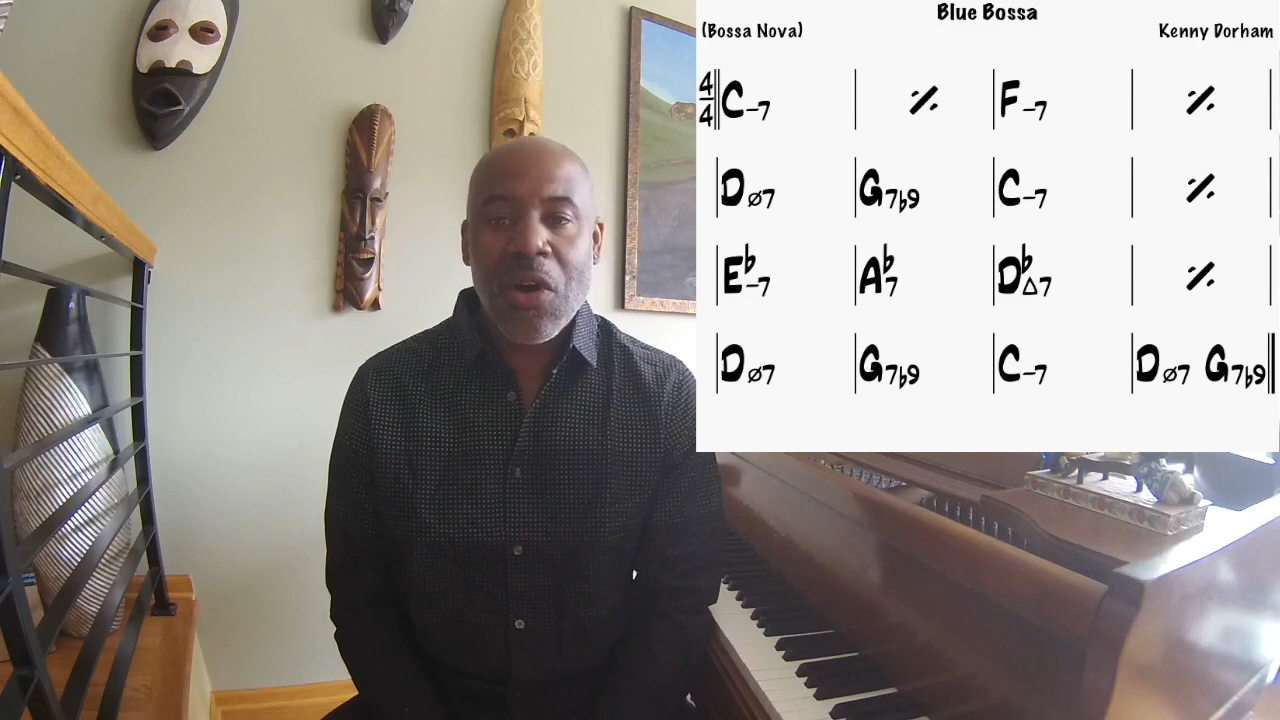 Blue Bossa
(Bossa Nova) Kenny Dorham
4/4 C–7 | 𝄎 | F–7 | 𝄎 |
| Dø7 | G7♭9 | C–7 | 𝄎 |
| E♭–7 | A♭7 | D♭△7 | 𝄎 |
| Dø7 | G7♭9 | C–7 | Dø7 G7♭9 ||